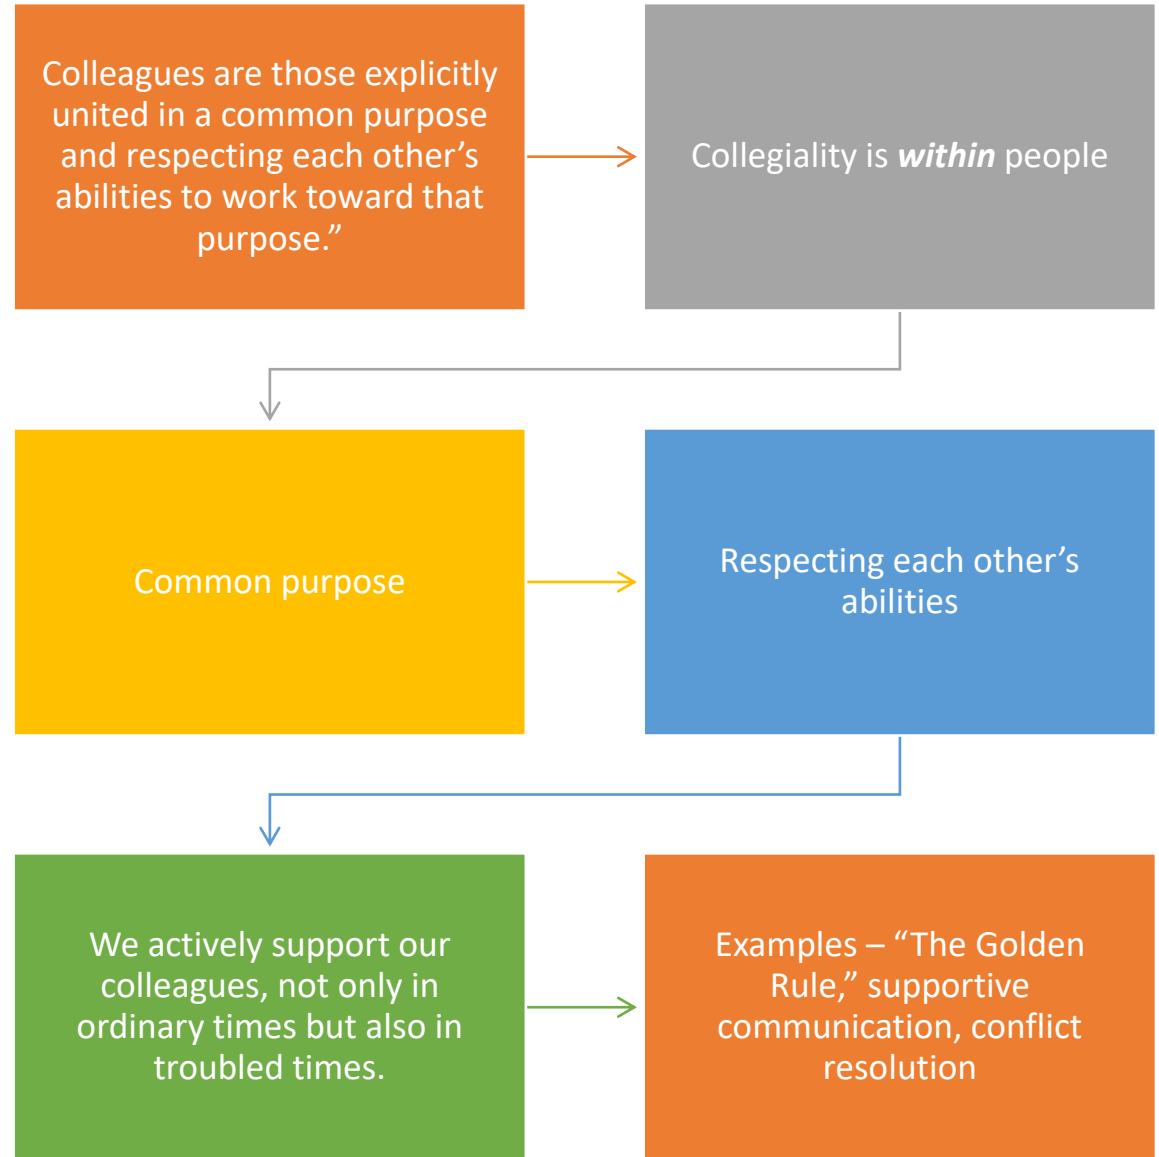 Colleagues are those explicitly
united in a common purpose
and respecting each other’s
abilities to work toward that
purpose.”
Collegiality is within people
Common purpose
Respecting each other’s
abilities
We actively support our
colleagues, not only in
ordinary times but also in
troubled times.
Examples – “The Golden
Rule,” supportive
communication, conflict
resolution